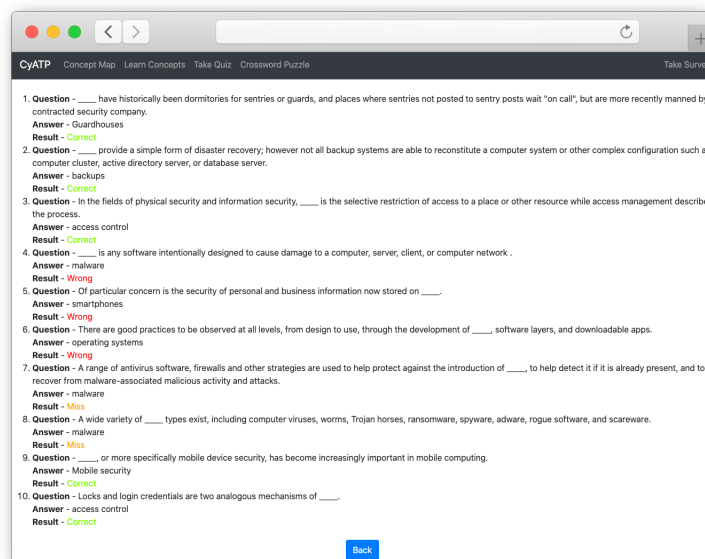 CyATP Concept Map Learn Concepts Take Quiz Crossword Puzzle Take Surve
1. Question - ____ have historically been dormitories for sentries or guards, and places where sentries not posted to sentry posts wait "on call", but are more recently manned by
contracted security company.
Answer - Guardhouses
Result - Correct
2. Question - ____ provide a simple form of disaster recovery; however not all backup systems are able to reconstitute a computer system or other complex configuration such a
computer cluster, active directory server, or database server.
Answer - backups
Result - Correct
3. Question - In the fields of physical security and information security, ____ is the selective restriction of access to a place or other resource while access management describe
the process.
Answer - access control
Result - Correct
4. Question - ____ is any software intentionally designed to cause damage to a computer, server, client, or computer network .
Answer - malware
Result - Wrong
5. Question - Of particular concern is the security of personal and business information now stored on ____.
Answer - smartphones
Result - Wrong
6. Question - There are good practices to be observed at all levels, from design to use, through the development of ____, software layers, and downloadable apps.
Answer - operating systems
Result - Wrong
7. Question - A range of antivirus software, firewalls and other strategies are used to help protect against the introduction of ____, to help detect it if it is already present, and to
recover from malware-associated malicious activity and attacks.
Answer - malware
Result - Miss
8. Question - A wide variety of ____ types exist, including computer viruses, worms, Trojan horses, ransomware, spyware, adware, rogue software, and scareware.
Answer - malware
Result - Miss
9. Question - ____, or more specifically mobile device security, has become increasingly important in mobile computing.
Answer - Mobile security
Result - Correct
10. Question - Locks and login credentials are two analogous mechanisms of ____.
Answer - access control
Result - Correct
Back